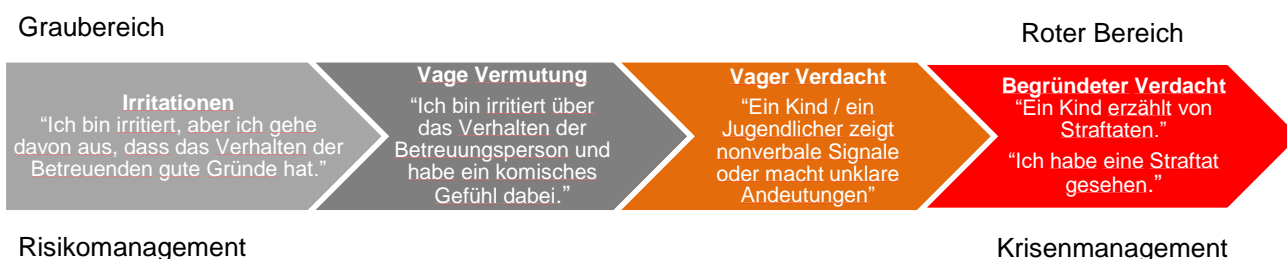 Graubereich
Roter Bereich
Irritationen
“Ich bin irritiert, aber ich gehe
davon aus, dass das Verhalten der
Betreuenden gute Gründe hat.”
Vage Vermutung
“Ich bin irritiert über
das Verhalten der
Betreuungsperson und
habe ein komisches
Gefühl dabei.”
Vager Verdacht
“Ein Kind / ein
Jugendlicher zeigt
nonverbale Signale
oder macht unklare
Andeutungen”
Begründeter Verdacht
“Ein Kind erzählt von
Straftaten.”
“Ich habe eine Straftat
gesehen.”
Risikomanagement
Krisenmanagement